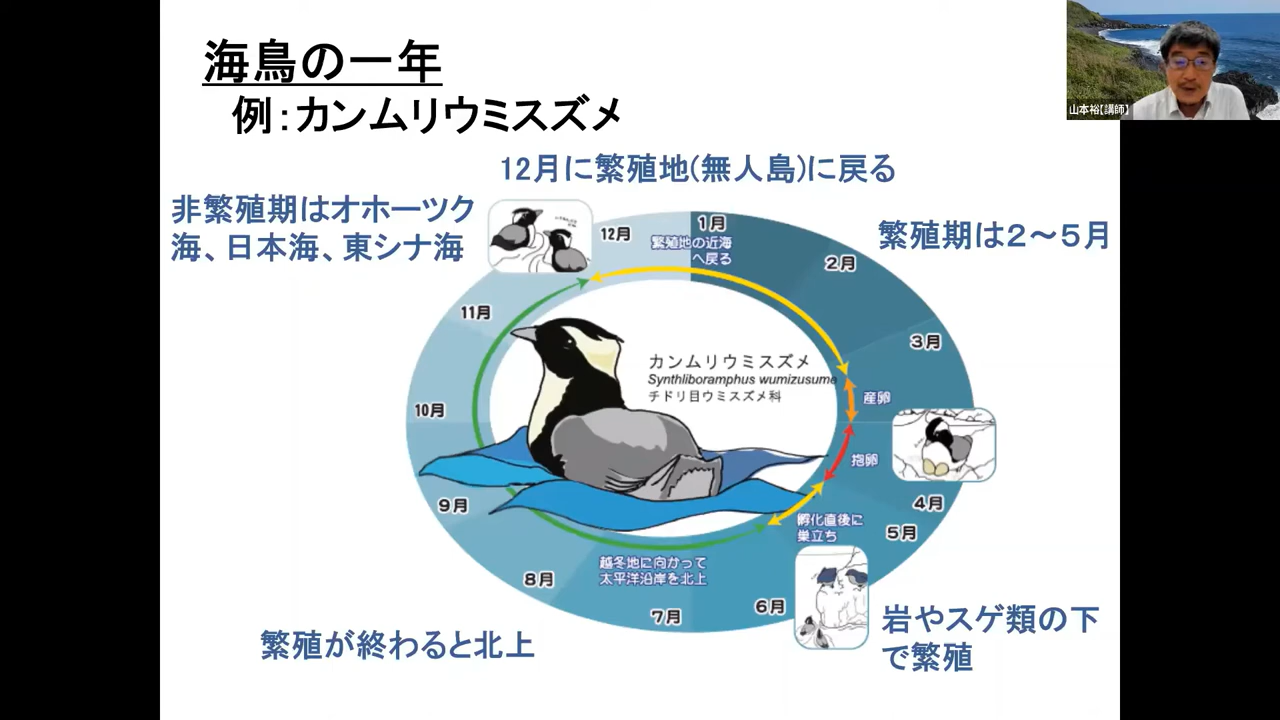 海鳥の一年
例：カンムリウミスズメ
山本裕【講師】
12月に繁殖地(無人島)に戻る
非繁殖期はオホーツク
海、日本海、東シナ海
繁殖期は２～５月
1月
繁殖地の近海
へ戻る
2月
3月
産卵
抱卵
4月
5月
孵化直後に
巣立ち
6月
7月
越冬地に向かって
太平洋沿岸を北上
8月
9月
10月
11月
12月
カンムリウミスズメ
Synthliboramphus wumizusume
チドリ目ウミスズメ科
岩やスゲ類の下
で繁殖
繁殖が終わると北上